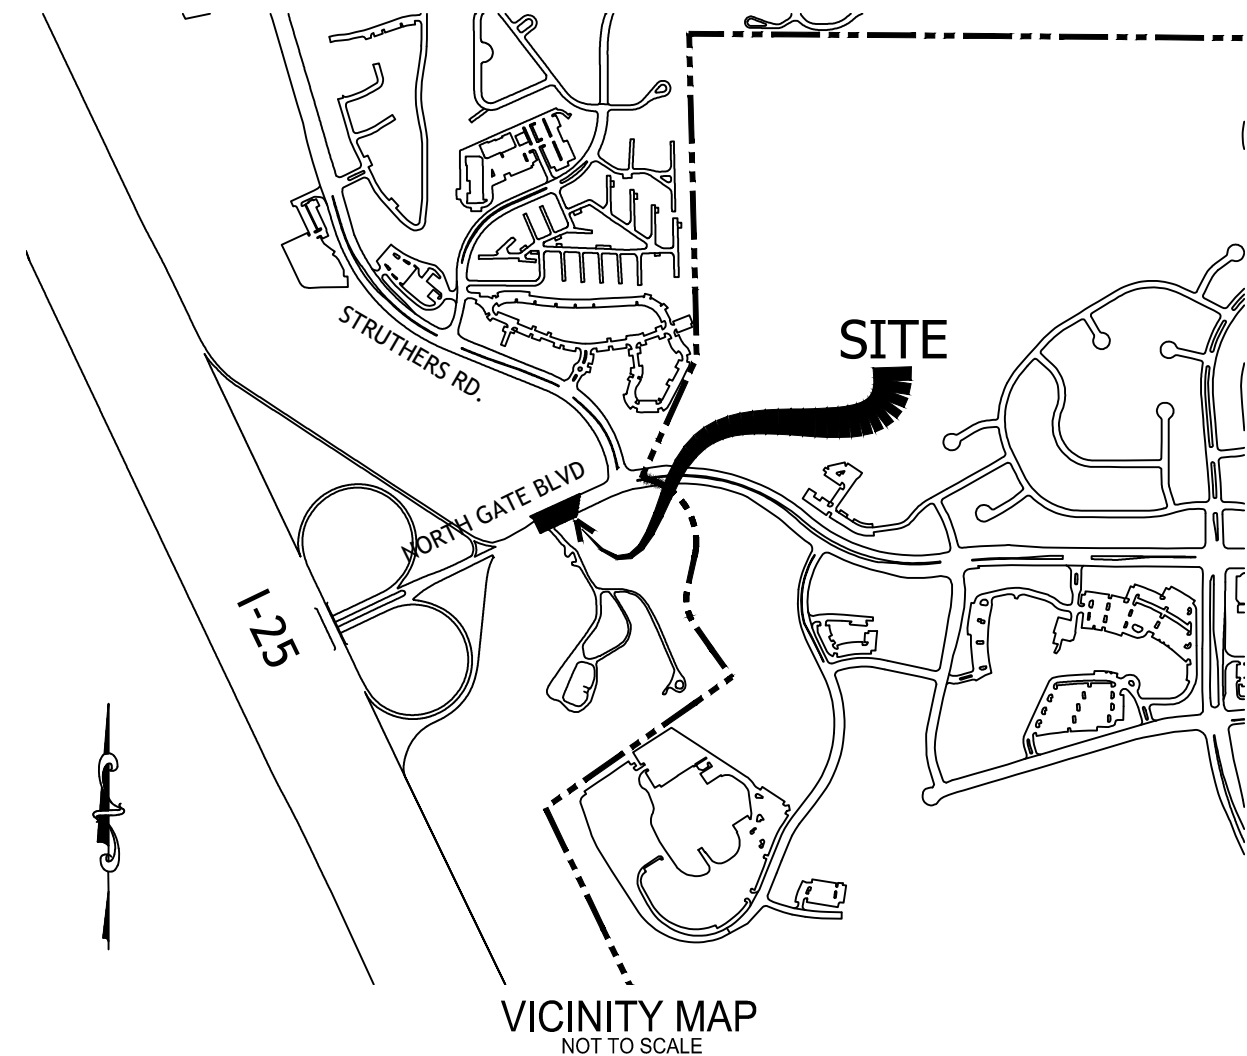 SITE
STRUTHERS RD.
NORTH GATE BLVD
I-25
VICINITY MAP
NOT TO SCALE